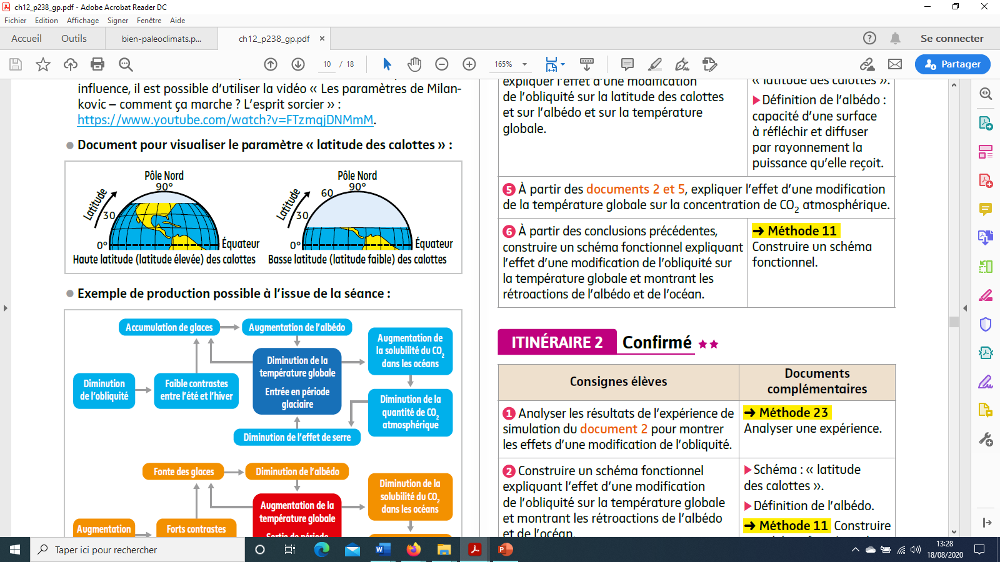 ch12_p238_gp.pdf - Adobe Acrobat Reader DC
Fichier Edition Affichage Signer Fenêtre Aide
Accueil Outils bien-paleoclimats.p... ch12_p238_gp.pdf × Se connecter
10 / 18 165% Partager
influence, il est possible d'utiliser la vidéo « Les paramètres de Milan-
kovic – comment ça marche ? L'esprit sorcier » :
https://www.youtube.com/watch?v=FTzmqjDNMmM.
● Document pour visualiser le paramètre « latitude des calottes » :
Pôle Nord
90°
Latitude
30
0°
Équateur
Haute latitude (latitude élevée) des calottes
Pôle Nord
90°
60
Latitude
30
0°
Équateur
Basse latitude (latitude faible) des calottes
● Exemple de production possible à l'issue de la séance :
Accumulation de glaces
Augmentation de l'albédo
Augmentation de
la solubilité du CO2
dans les océans
Diminution de la
température globale
Entrée en période
glaciaire
Diminution
de l'obliquité
Faible contrastes
entre l'été et l'hiver
Diminution de la
quantité de CO2
atmosphérique
Diminution de l'effet de serre
Fonte des glaces
Diminution de l'albédo
Diminution de la
solubilité du CO2
dans les océans
Augmentation de la
température globale
Sortie de période
Augmentation
Forts contrastes
expliquer l'effet d'une modification
de l'obliquité sur la latitude des calottes
et sur l'albédo et sur la température
globale.
« latitude des calottes ».
▶ Définition de l'albédo :
capacité d'une surface
à réfléchir et diffuser
par rayonnement la
puissance qu'elle reçoit.
5 À partir des documents 2 et 5, expliquer l'effet d'une modification
de la température globale sur la concentration de CO2 atmosphérique.
6 À partir des conclusions précédentes,
construire un schéma fonctionnel expliquant
l'effet d'une modification de l'obliquité sur
la température globale et montrant les
rétroactions de l'albédo et de l'océan.
➜ Méthode 11
Construire un schéma
fonctionnel.
ITINÉRAIRE 2 Confirmé ★★
Consignes élèves
Documents
complémentaires
1 Analyser les résultats de l'expérience de
simulation du document 2 pour montrer
les effets d'une modification de l'obliquité.
➜ Méthode 23
Analyser une expérience.
2 Construire un schéma fonctionnel
expliquant l'effet d'une modification
de l'obliquité sur la température globale
et montrant les rétroactions de l'albédo
et de l'océan.
▶ Schéma : « latitude
des calottes ».
▶ Définition de l'albédo.
➜ Méthode 11 Construire
Taper ici pour rechercher
13:28
18/08/2020